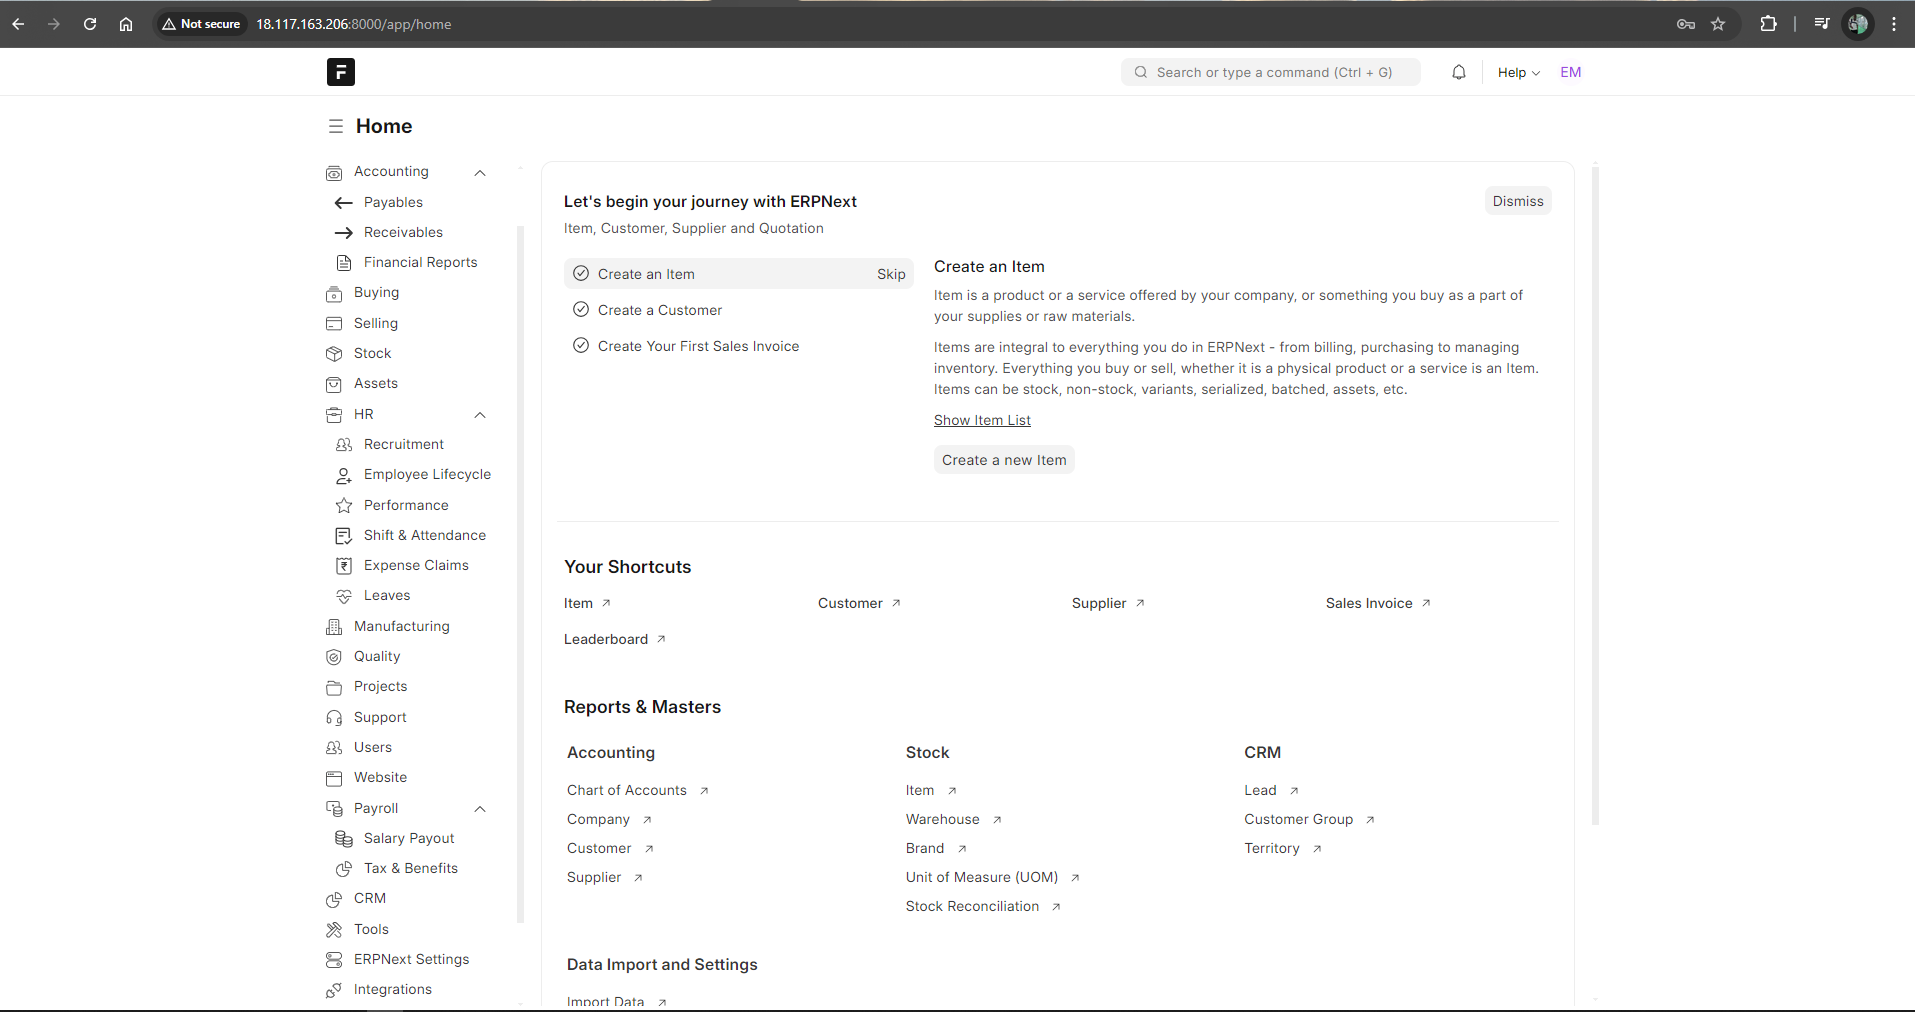 Not secure 18.117.163.206:8000/app/home
Search or type a command (Ctrl + G)
Help
EM
Home
Accounting
Payables
Receivables
Financial Reports
Buying
Selling
Stock
Assets
HR
Recruitment
Employee Lifecycle
Performance
Shift & Attendance
Expense Claims
Leaves
Manufacturing
Quality
Projects
Support
Users
Website
Payroll
Salary Payout
Tax & Benefits
CRM
Tools
ERPNext Settings
Integrations
Let's begin your journey with ERPNext
Dismiss
Item, Customer, Supplier and Quotation
Create an Item Skip
Create a Customer
Create Your First Sales Invoice
Create an Item
Item is a product or a service offered by your company, or something you buy as a part of
your supplies or raw materials.
Items are integral to everything you do in ERPNext - from billing, purchasing to managing
inventory. Everything you buy or sell, whether it is a physical product or a service is an Item.
Items can be stock, non-stock, variants, serialized, batched, assets, etc.
Show Item List
Create a new Item
Your Shortcuts
Item Customer Supplier Sales Invoice
Leaderboard
Reports & Masters
Accounting
Chart of Accounts
Company
Customer
Supplier
Stock
Item
Warehouse
Brand
Unit of Measure (UOM)
Stock Reconciliation
CRM
Lead
Customer Group
Territory
Data Import and Settings
Import Data